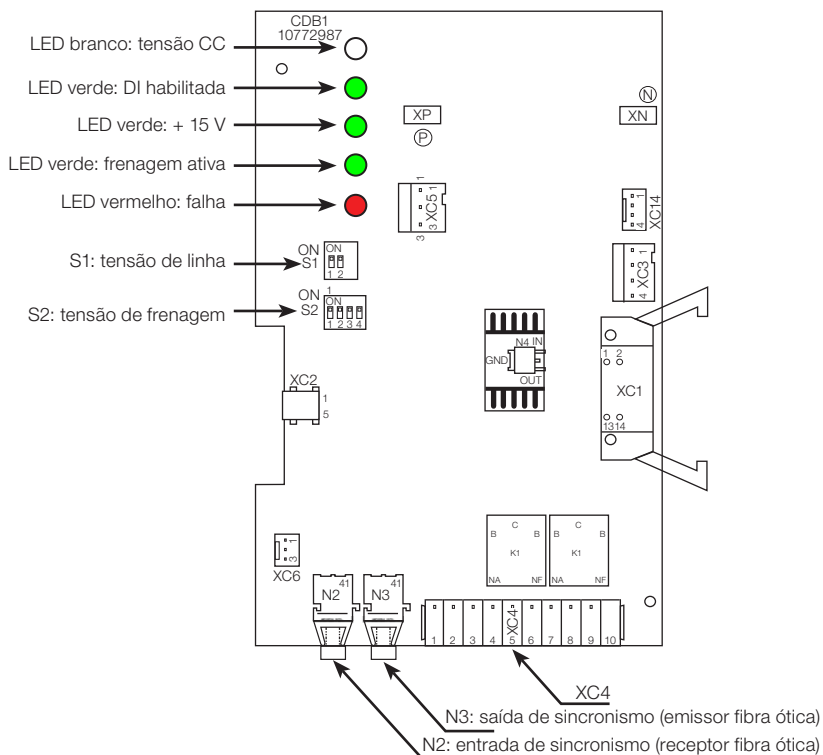 CDB1
10772987
LED branco: tensão CC
LED verde: DI habilitada
LED verde: + 15 V
LED verde: frenagem ativa
LED vermelho: falha
XP
P
N
XN
1
XC5
1
3
3
1
XC14
4
1
XC3
4
S1: tensão de linha
ON
S1
ON
1 2
S2: tensão de frenagem
ON
S2
1
ON
1 2 3 4
XC2
1
5
N4 IN
GND
OUT
1 2
XC1
13 14
C
B B
K1
NA NF
C
B B
K1
NA NF
1
3
XC6
41
N2
41
N3
XC4
1 2 3 4 5 6 7 8 9 10
XC4
N3: saída de sincronismo (emissor fibra ótica)
N2: entrada de sincronismo (receptor fibra ótica)